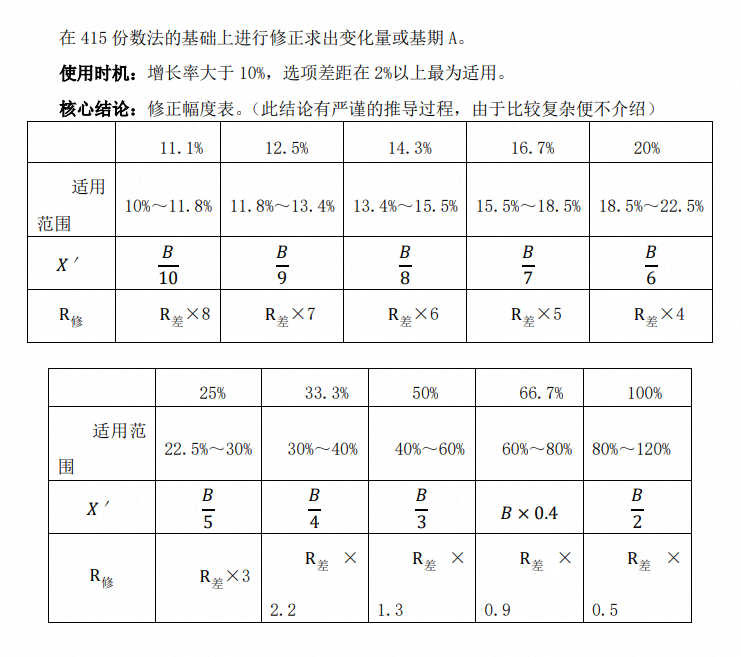 在 415 份数法的基础上进行修正求出变化量或基期 A。
使用时机：增长率大于 10%，选项差距在 2%以上最为适用。
核心结论：修正幅度表。（此结论有严谨的推导过程，由于比较复杂便不介绍）
11.1% 12.5% 14.3% 16.7% 20%
适用范围 10%～11.8% 11.8%～13.4% 13.4%～15.5% 15.5%～18.5% 18.5%～22.5%
X′ B/10 B/9 B/8 B/7 B/6
R修 R差×8 R差×7 R差×6 R差×5 R差×4
25% 33.3% 50% 66.7% 100%
适用范围 22.5%～30% 30%～40% 40%～60% 60%～80% 80%～120%
X′ B/5 B/4 B/3 B×0.4 B/2
R修 R差×3 R差×2.2 R差×1.3 R差×0.9 R差×0.5